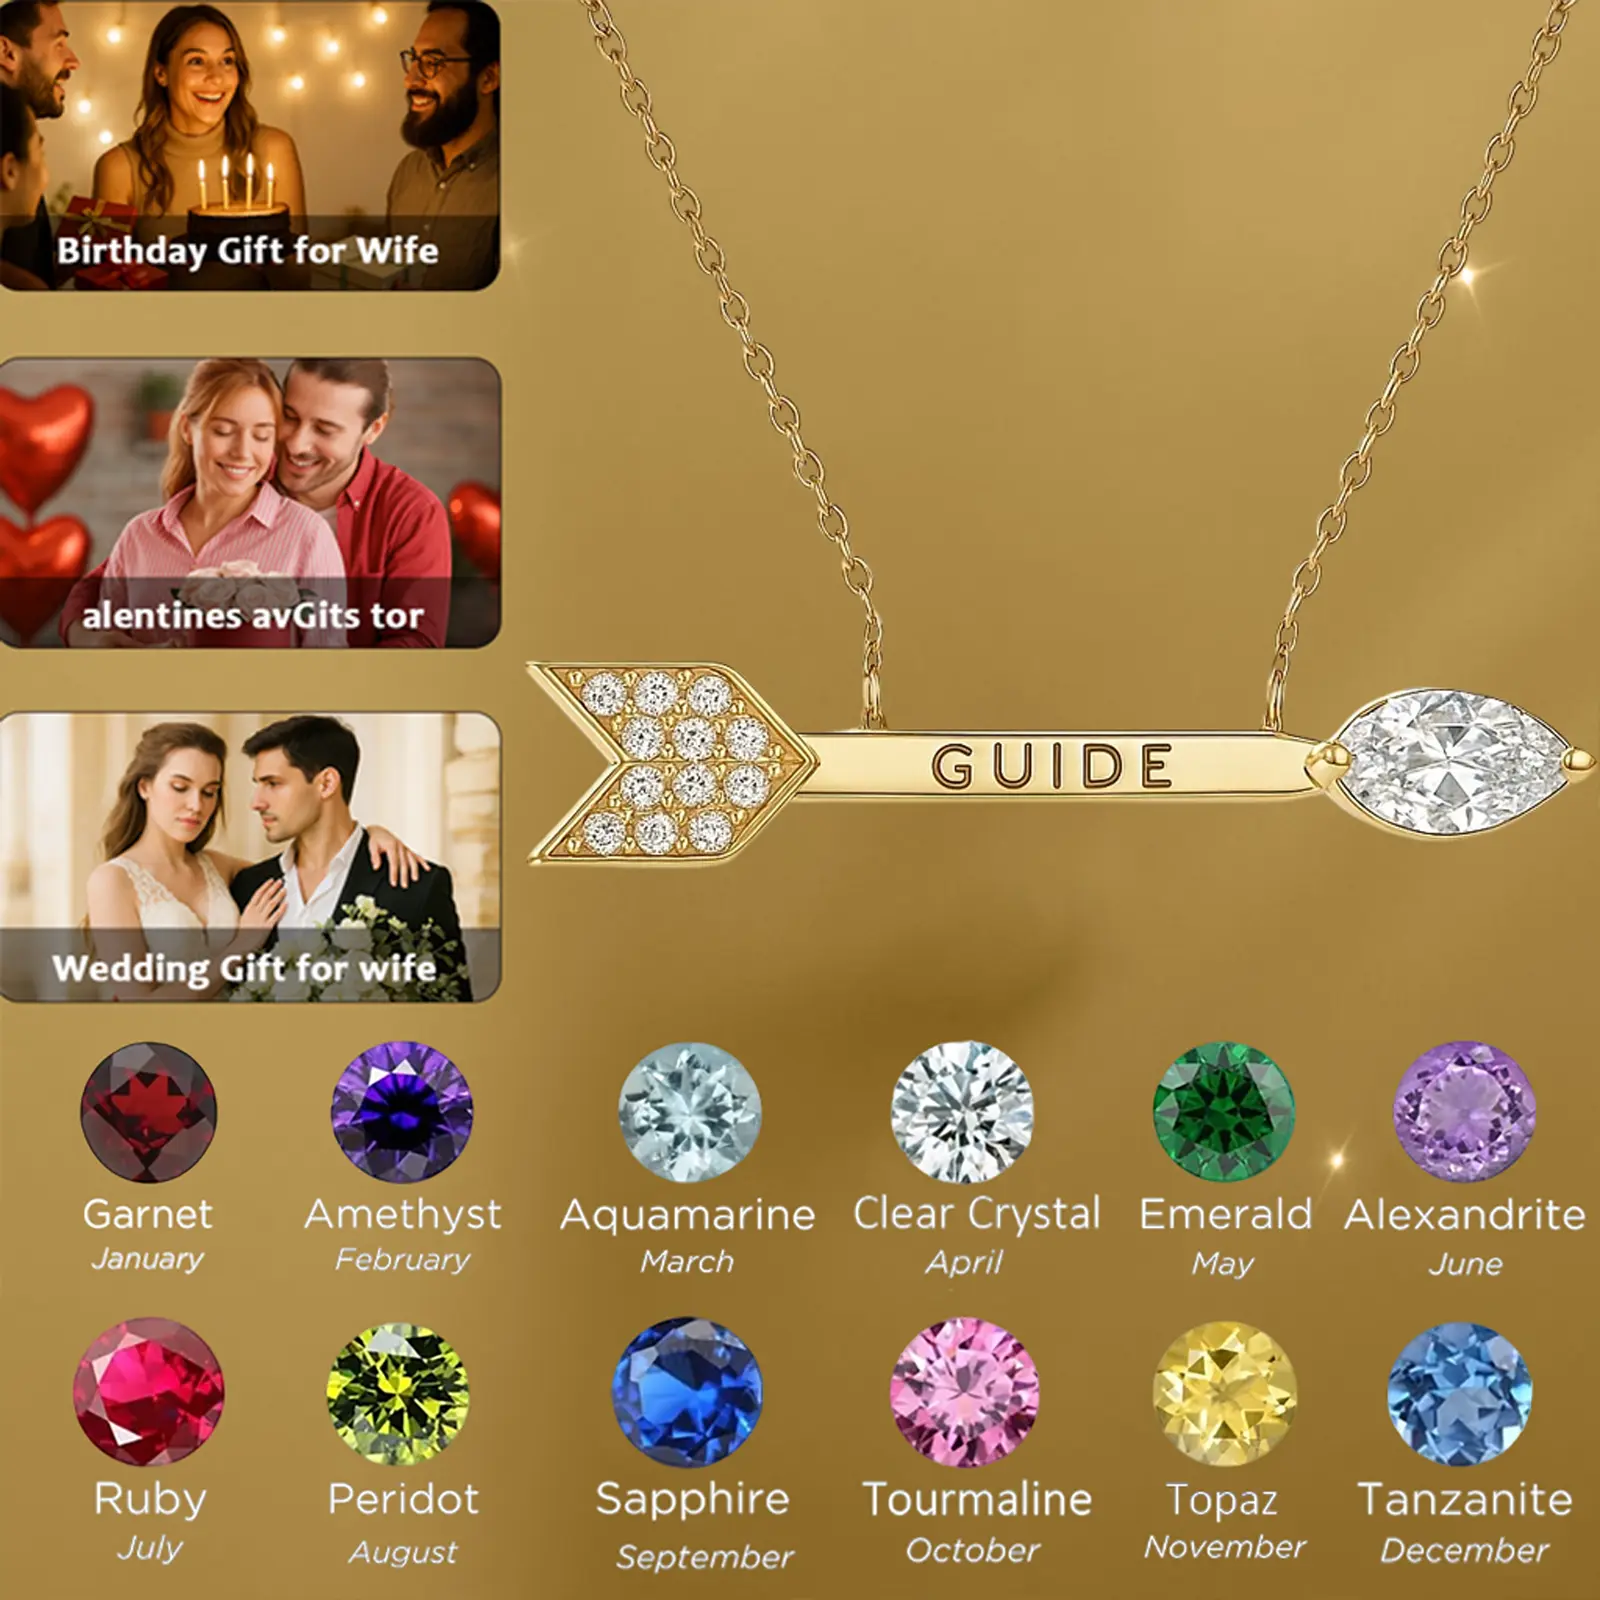 Birthday Gift for Wife
alentines avGits tor
Wedding Gift for wife
GUIDE
Garnet
January
Amethyst
February
Aquamarine
March
Clear Crystal
April
Emerald
May
Alexandrite
June
Ruby
July
Peridot
August
Sapphire
September
Tourmaline
October
Topaz
November
Tanzanite
December